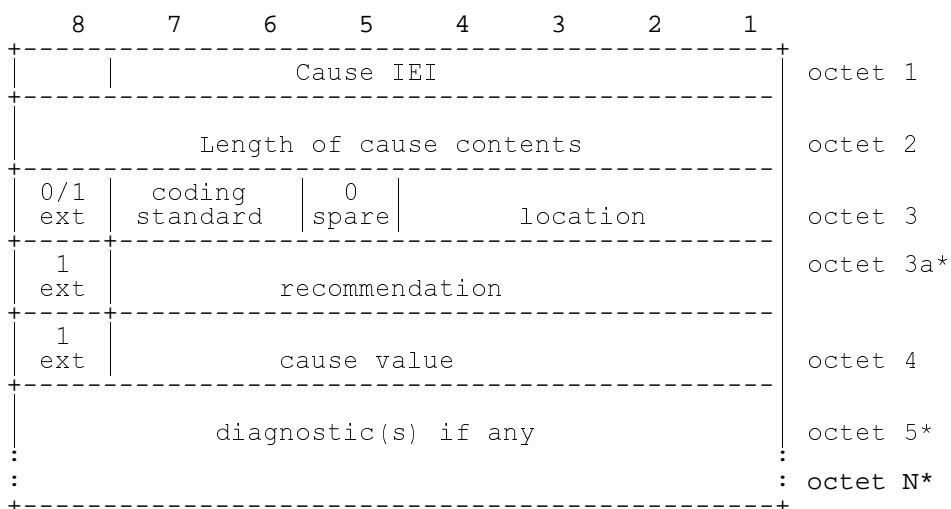 8 7 6 5 4 3 2 1
Cause IEI octet 1
Length of cause contents octet 2
0/1 coding 0
ext standard spare location octet 3
1 octet 3a*
ext recommendation
1
ext cause value octet 4
diagnostic(s) if any octet 5*
: :
: : octet N*